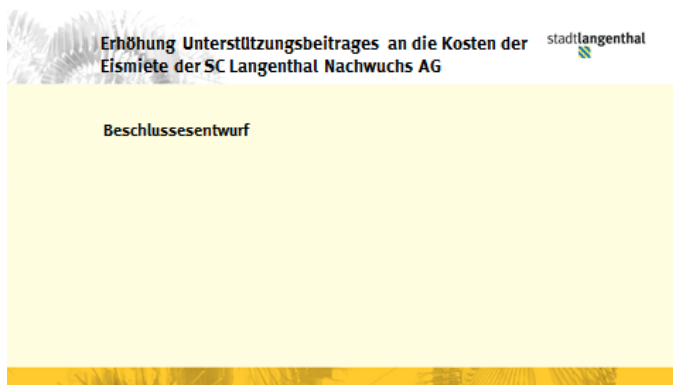 Erhöhung Unterstützungsbeitrages an die Kosten der
Eismiete der SC Langenthal Nachwuchs AG
stadtlangenthal
Beschlussesentwurf